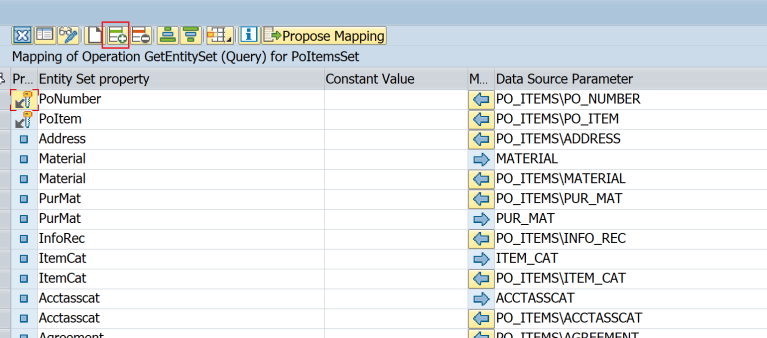 Propose Mapping
Mapping of Operation GetEntitySet (Query) for PoItemsSet
Pr... Entity Set property Constant Value M... Data Source Parameter
PoNumber PO_ITEMS\PO_NUMBER
PoItem PO_ITEMS\PO_ITEM
Address PO_ITEMS\ADDRESS
Material MATERIAL
Material PO_ITEMS\MATERIAL
PurMat PO_ITEMS\PUR_MAT
PurMat PUR_MAT
InfoRec PO_ITEMS\INFO_REC
ItemCat ITEM_CAT
ItemCat PO_ITEMS\ITEM_CAT
Acctasscat ACCTASSCAT
Acctasscat PO_ITEMS\ACCTASSCAT
Agreement PO_ITEMS\AGREEMENT